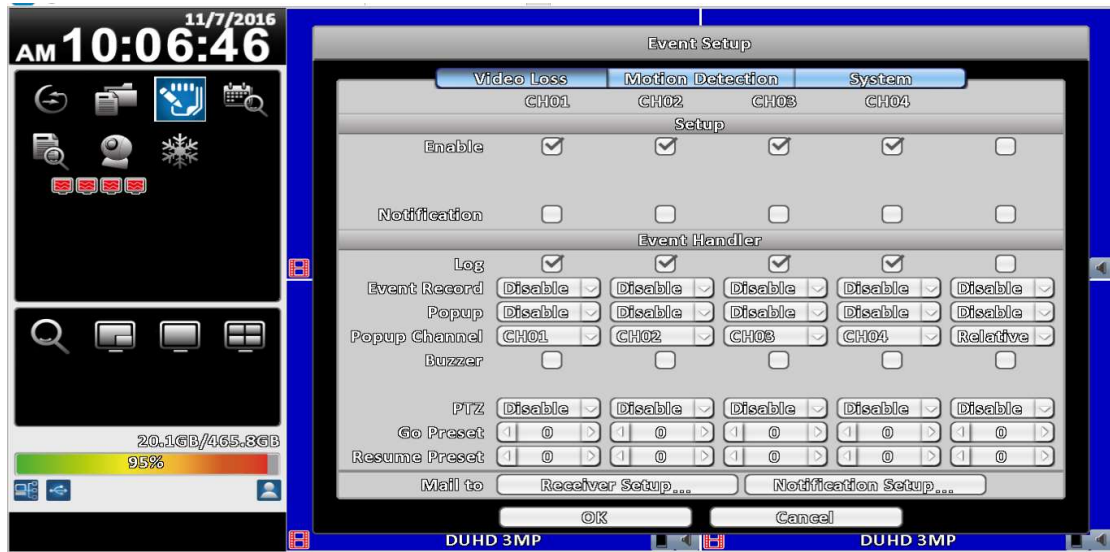 11/7/2016
AM 10:06:46
20.1GB/465.8GB
95%
Event Setup
Video Loss Motion Detection System
CH01 CH02 CH03 CH04
Setup
Enable
Notification
Event Handler
Log
Event Record Disable Disable Disable Disable Disable
Popup Disable Disable Disable Disable Disable
Popup Channel CH01 CH02 CH03 CH04 Relative
Buzzer
PTZ Disable Disable Disable Disable Disable
Go Preset 0 0 0 0 0
Resume Preset 0 0 0 0 0
Mail to Receiver Setup... Notification Setup...
OK Cancel
DUHD 3MP DUHD 3MP